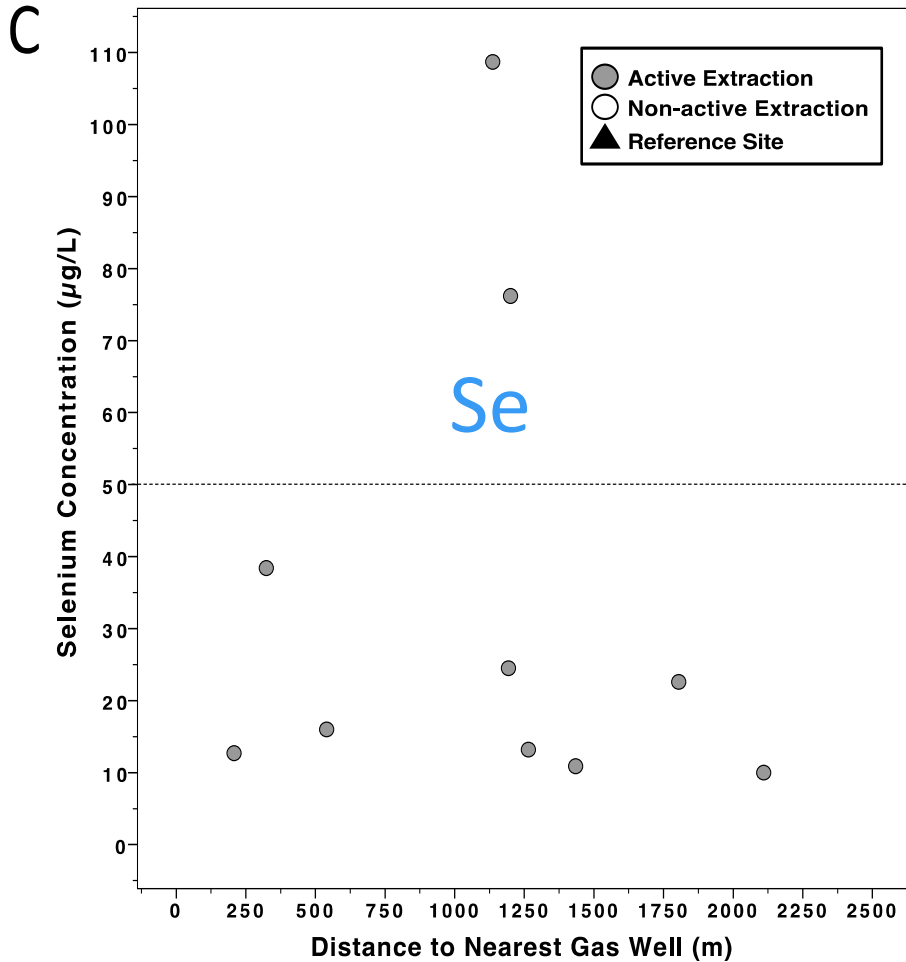 C
Active Extraction
Non-active Extraction
Reference Site
Selenium Concentration (µg/L)
110
100
90
80
70
60
50
40
30
20
10
0
Se
0 250 500 750 1000 1250 1500 1750 2000 2250 2500
Distance to Nearest Gas Well (m)